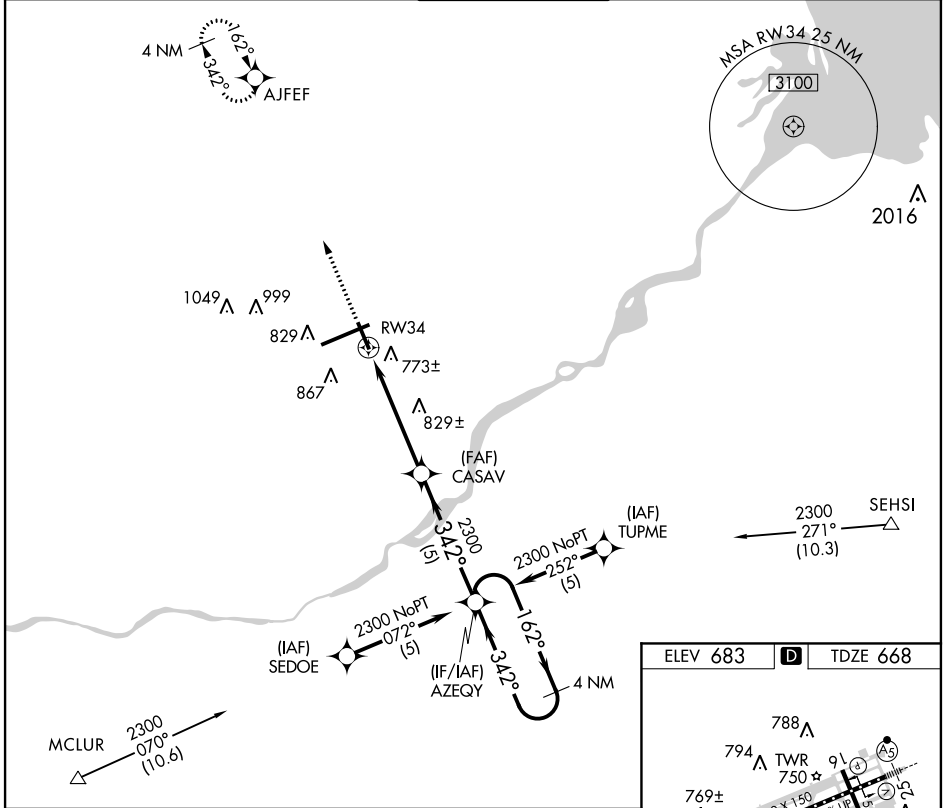 MSA RW34 25 NM
3100
4 NM
162°
342°
AJFEF
2016
1049
999
829
RW34
773±
867
829±
(FAF)
CASAV
2300
342°
(5)
SEHSI
2300
271°
(10.3)
(IAF)
TUPME
2300 NoPT
252°
(5)
2300 NoPT
072°
(5)
(IAF)
SEDOE
(IF/IAF)
AZEQY
162°
342°
4 NM
MCLUR
2300
070°
(10.6)
ELEV 683
D
TDZE 668
788
794
TWR
750
769±
16
P
A5
25
X 150
V